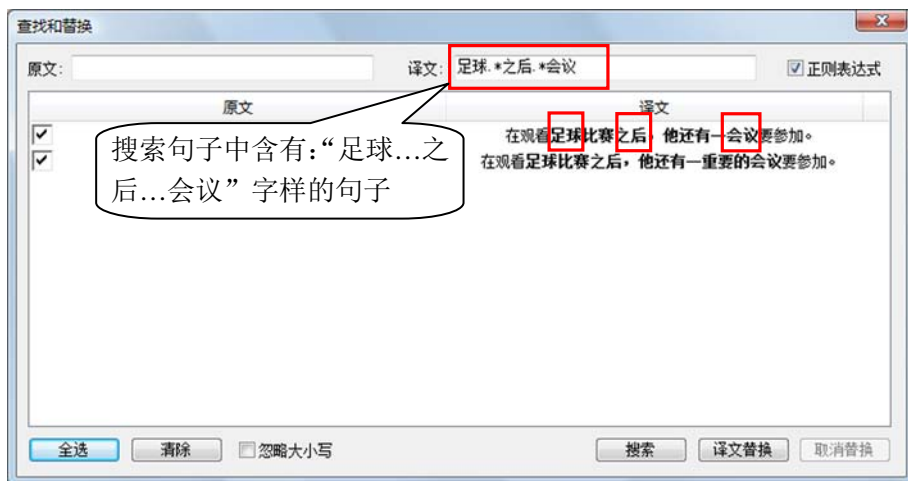 查找和替换
原文:
译文: 足球.*之后.*会议
正则表达式
原文
译文
搜索句子中含有:“足球…之
后…会议”字样的句子
在观看足球比赛之后，他还有一会议要参加。
在观看足球比赛之后，他还有一重要的会议要参加。
全选
清除
忽略大小写
搜索
译文替换
取消替换